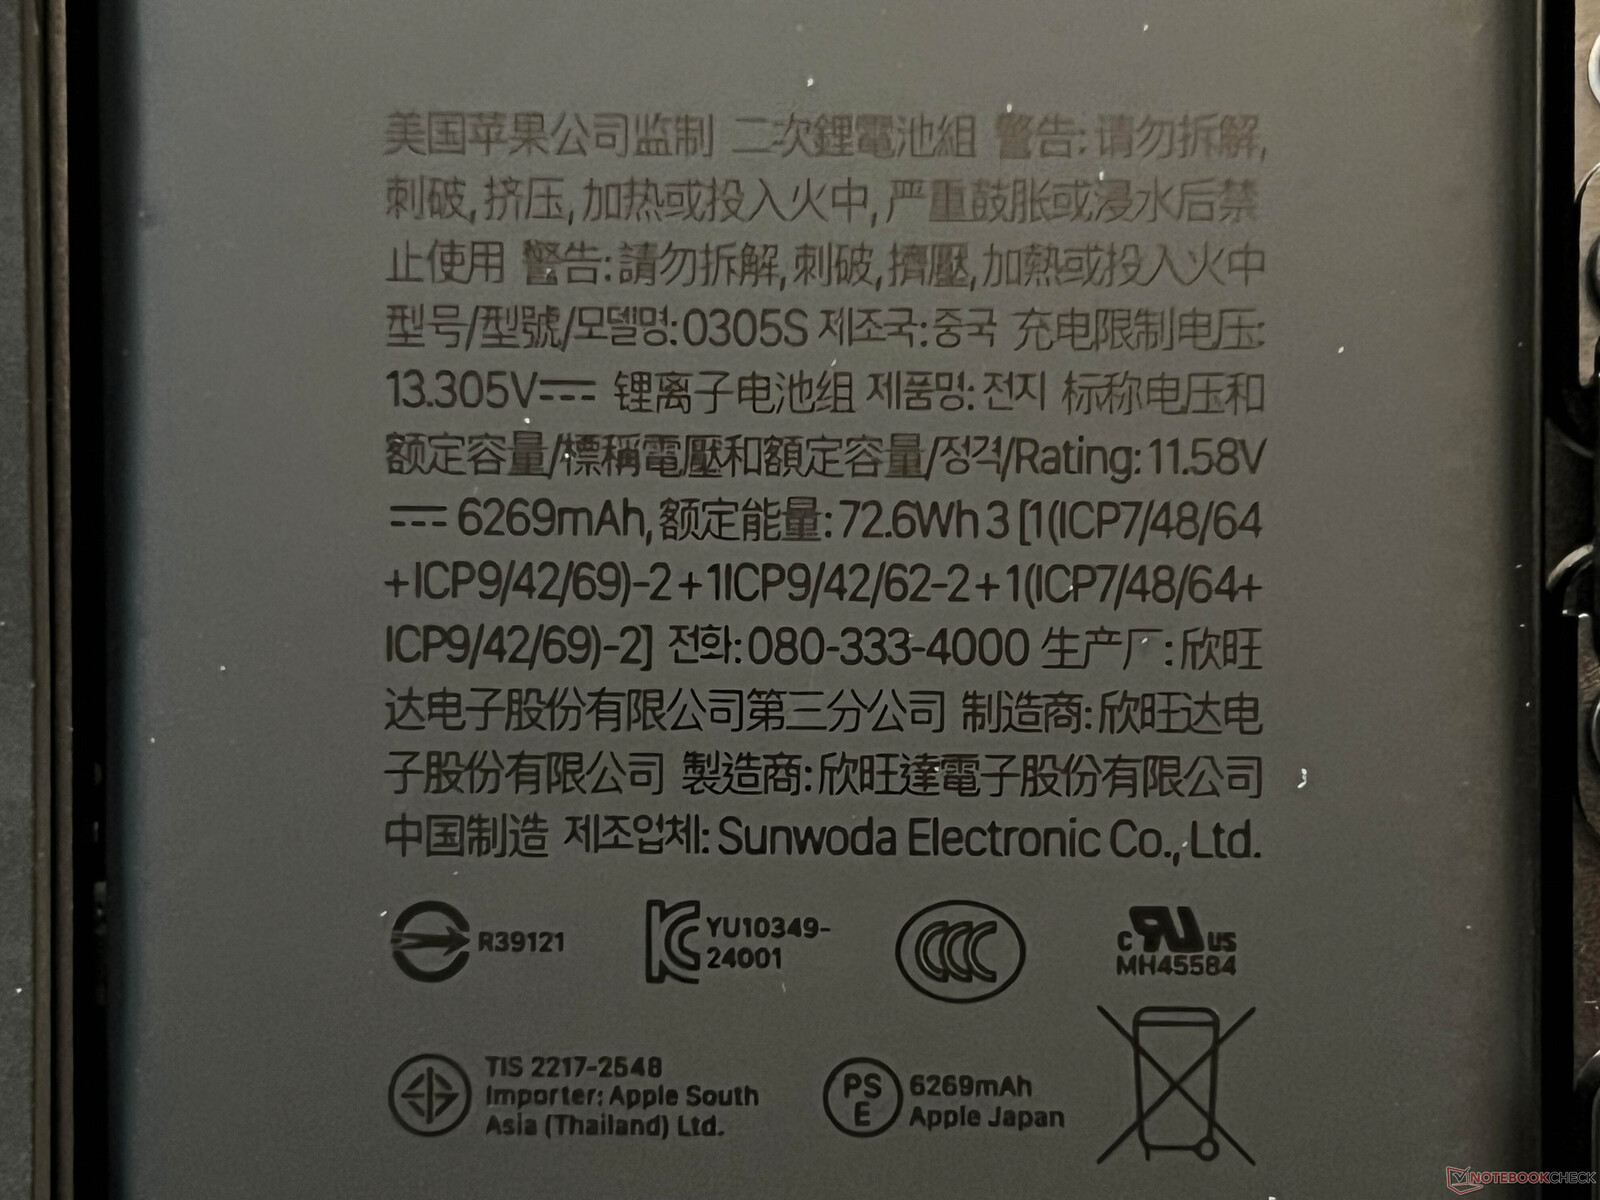 美国苹果公司监制 二次鋰電池組 警告:请勿拆解,
刺破,挤压,加热或投入火中,严重鼓胀或浸水后禁
止使用 警告:請勿拆解,刺破,擠壓,加熱或投入火中
型号/型號/모델명:0305S 제조국:중국 充电限制电压:
13.305V⎓ 锂离子电池组 제품명:전지 标称电压和
额定容量/標稱電壓和額定容量/정격/Rating:11.58V
⎓ 6269mAh,额定能量:72.6Wh 3 [1(ICP7/48/64
+ICP9/42/69)-2+1ICP9/42/62-2+1(ICP7/48/64+
ICP9/42/69)-2] 전화:080-333-4000 生产厂:欣旺
达电子股份有限公司第三分公司 制造商:欣旺达电
子股份有限公司 製造商:欣旺達電子股份有限公司
中国制造 제조업체:Sunwoda Electronic Co., Ltd.
R39121
YU10349-
24001
CCC
c RU us
MH45584
TIS 2217-2548
Importer: Apple South
Asia (Thailand) Ltd.
PS
E
6269mAh
Apple Japan
NOTEBOOKCHECK